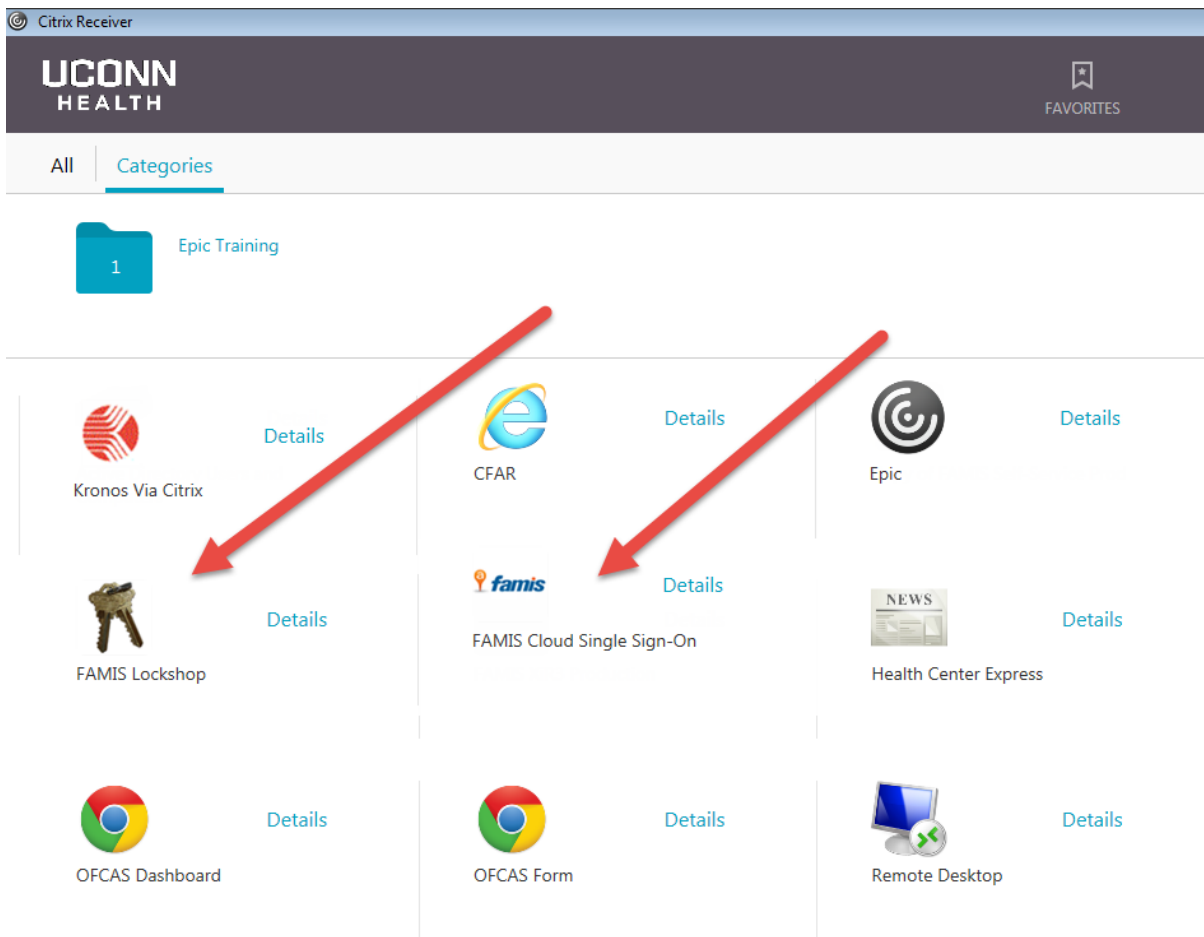 Citrix Receiver
UCONN
HEALTH
FAVORITES
All
Categories
1
Epic Training
Details
Kronos Via Citrix
Details
CFAR
Details
Epic
Details
FAMIS Lockshop
famis
Details
FAMIS Cloud Single Sign-On
NEWS
Details
Health Center Express
Details
OFCAS Dashboard
Details
OFCAS Form
Details
Remote Desktop